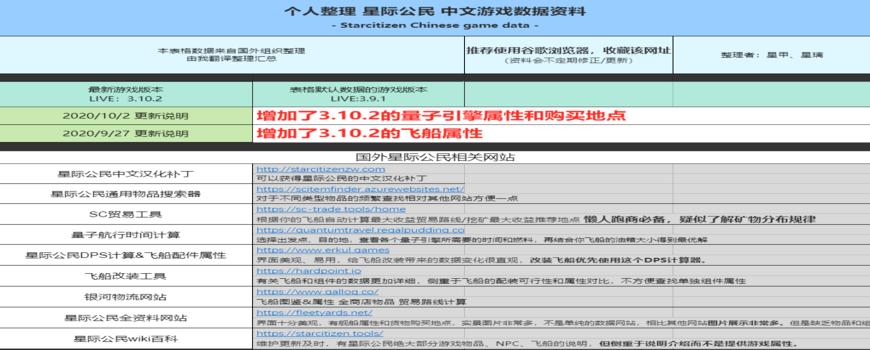 个人整理 星际公民 中文游戏数据资料
- Starcitizen Chinese game data -
本表格数据来自国外组织整理
由我翻译整理汇总
推荐使用谷歌浏览器，收藏该网址
(资料会不定期修正/更新)
整理者：星甲、星璃
最新游戏版本
LIVE：3.10.2
表格默认数据的游戏版本
LIVE:3.9.1
2020/10/2 更新说明
增加了3.10.2的量子引擎属性和购买地点
2020/9/27 更新说明
增加了3.10.2的飞船属性
国外星际公民相关网站
星际公民中文汉化补丁
http://starcitizenzw.com
可以获得星际公民的中文汉化补丁
星际公民通用物品搜索器
https://scitemfinder.azurewebsites.net/
对于不同类型物品的频繁查找相对其他网站方便一点
SC贸易工具
https://sc-trade.tools/home
根据你的飞船自动计算最大收益贸易路线/挖矿最大收益推荐地点 懒人跑商必备，疑似了解矿物分布规律
量子航行时间计算
https://quantumtravel.regalpudding.co
选择出发点、目的地，查看各个量子引擎所需要的时间和燃料，再结合你飞船的油箱大小得到最优解
星际公民DPS计算&飞船配件属性
https://www.erkul.games
界面美观、易用，给飞船改装带来的数据变化很直观，改装飞船优先使用这个DPS计算器。
飞船改装工具
https://hardpoint.io
有关飞船和组件的数据更加详细，侧重于飞船的配装可行性和属性对比，不方便查找单独组件属性
银河物流网站
https://www.gallog.co/
飞船图鉴&属性 全商店物品 贸易路线计算
星际公民全资料网站
https://fleetyards.net/
界面十分美观，有舰船属性和货物购买地点，实量图片非常多，不是单纯的数据网站，相比其他网站图片展示非常多。但是缺乏物品和组
星际公民wiki百科
https://starcitizen.tools/
维护更新及时，有星际公民绝大部分游戏物品、NPC、飞船的说明，但侧重于说明介绍而不是提供游戏属性。